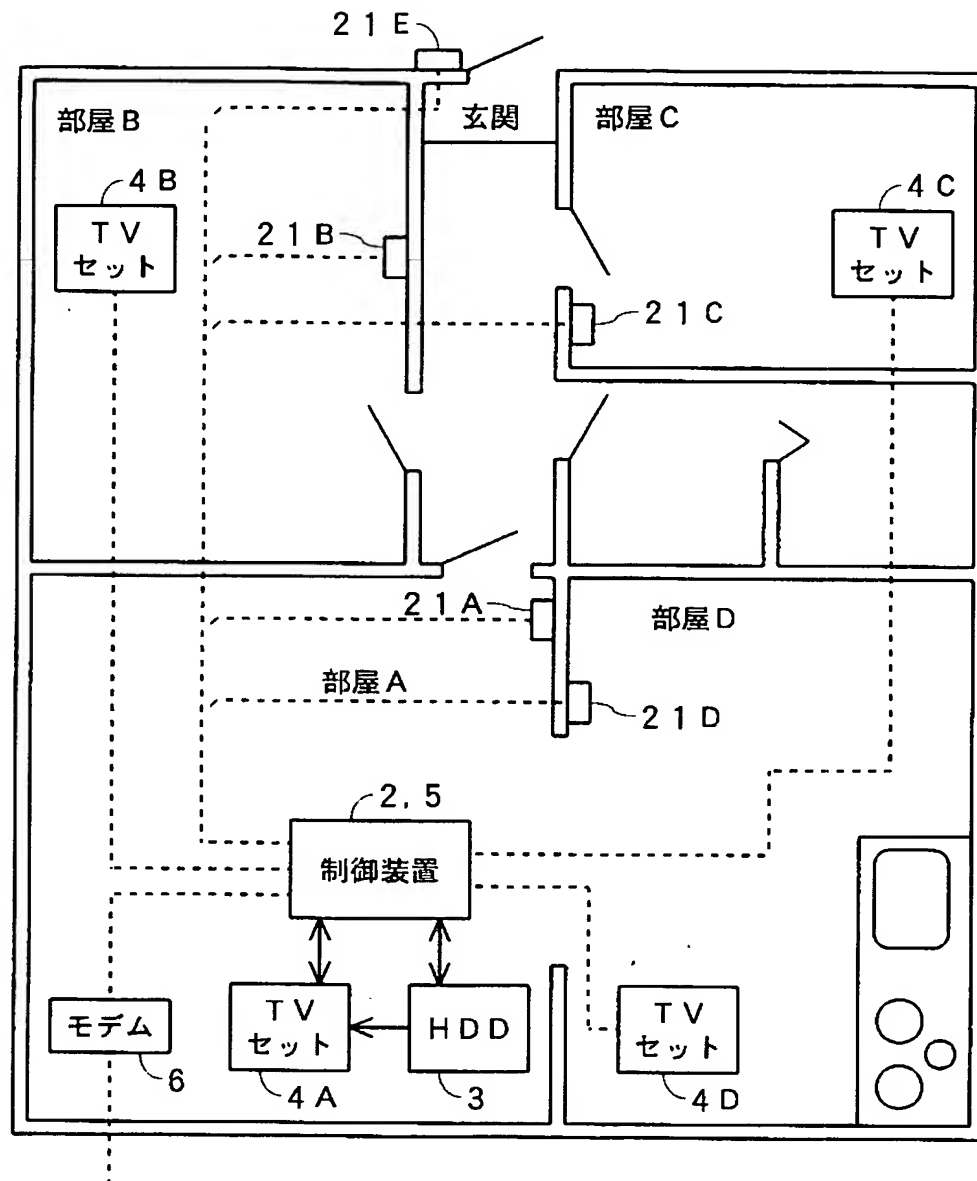 21E
部屋B
玄関
部屋C
4B
TV
セット
21B
4C
TV
セット
21C
21A
部屋D
部屋A
21D
2,5
制御装置
モデム
6
TV
セット
4A
HDD
3
TV
セット
4D